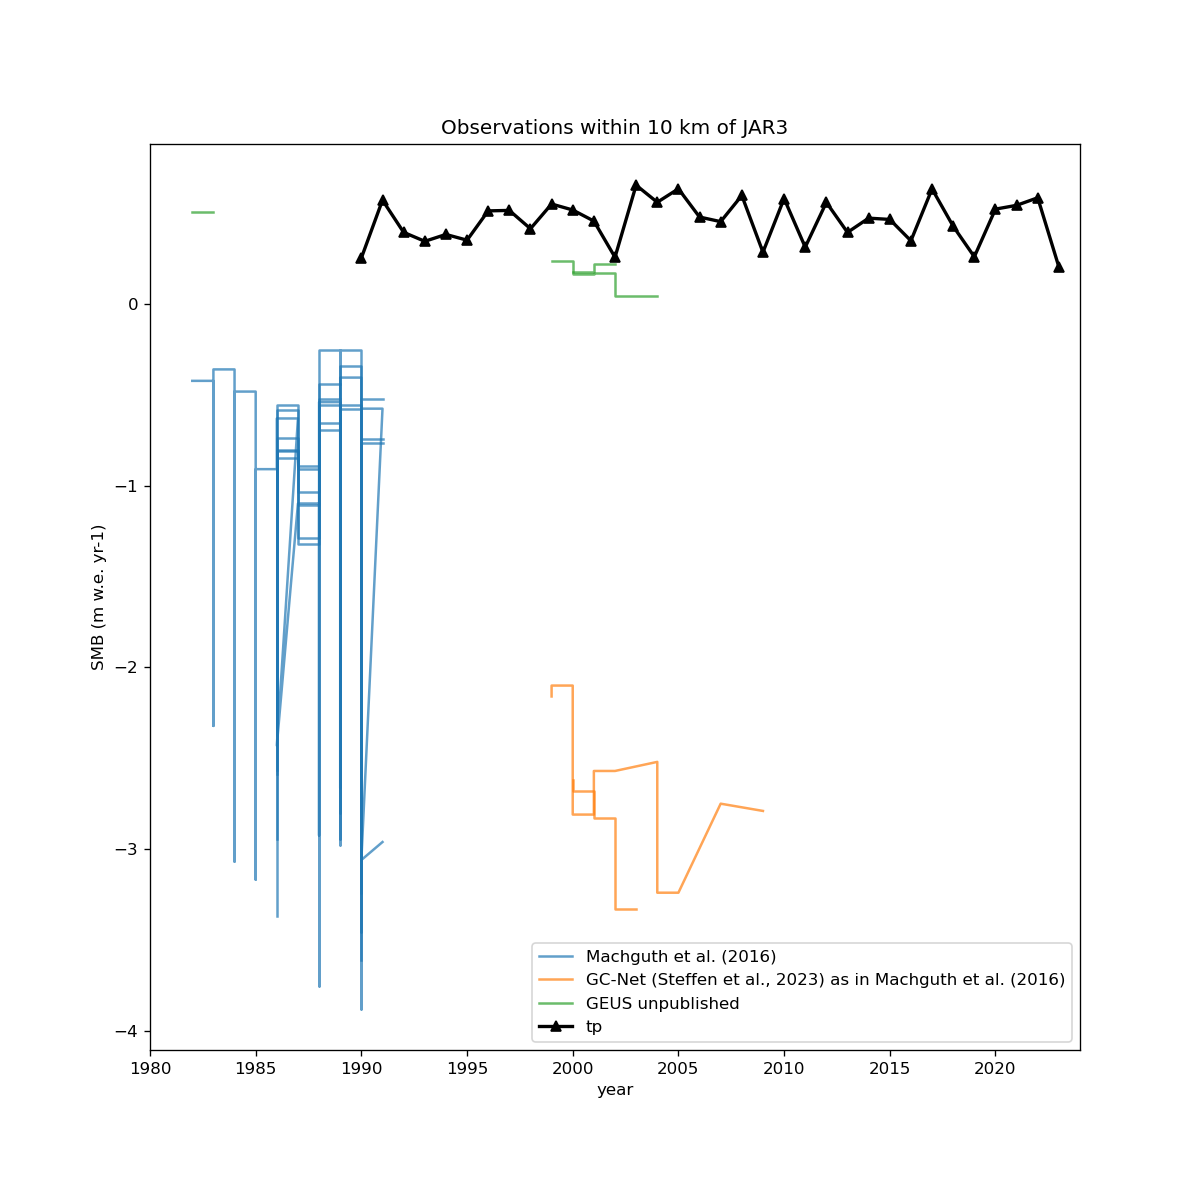 Observations within 10 km of JAR3
SMB (m w.e. yr-1)
0
−1
−2
−3
−4
Machguth et al. (2016)
GC-Net (Steffen et al., 2023) as in Machguth et al. (2016)
GEUS unpublished
tp
1980 1985 1990 1995 2000 2005 2010 2015 2020
year